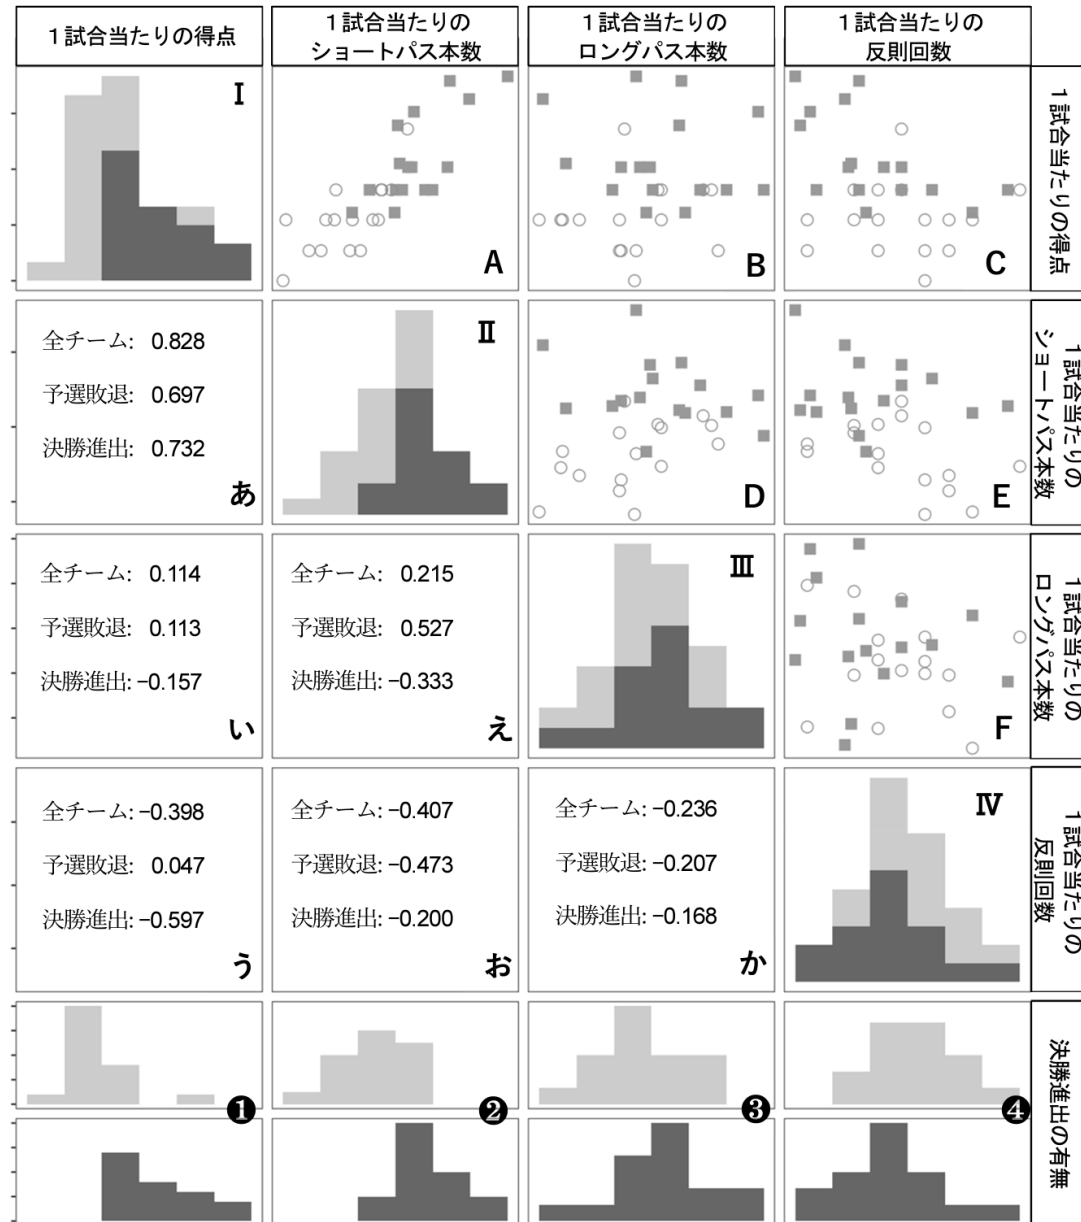 1試合当たりの得点
1試合当たりの
ショートパス本数
1試合当たりの
ロングパス本数
1試合当たりの
反則回数
I
A
B
C
1試合当たりの得点
全チーム: 0.828
予選敗退: 0.697
決勝進出: 0.732
あ
II
D
E
1試合当たりの
ショートパス本数
全チーム: 0.114
予選敗退: 0.113
決勝進出: −0.157
い
全チーム: 0.215
予選敗退: 0.527
決勝進出: −0.333
え
III
F
1試合当たりの
ロングパス本数
全チーム: −0.398
予選敗退: 0.047
決勝進出: −0.597
う
全チーム: −0.407
予選敗退: −0.473
決勝進出: −0.200
お
全チーム: −0.236
予選敗退: −0.207
決勝進出: −0.168
か
IV
1試合当たりの
反則回数
❶
❷
❸
❹
決勝進出の有無